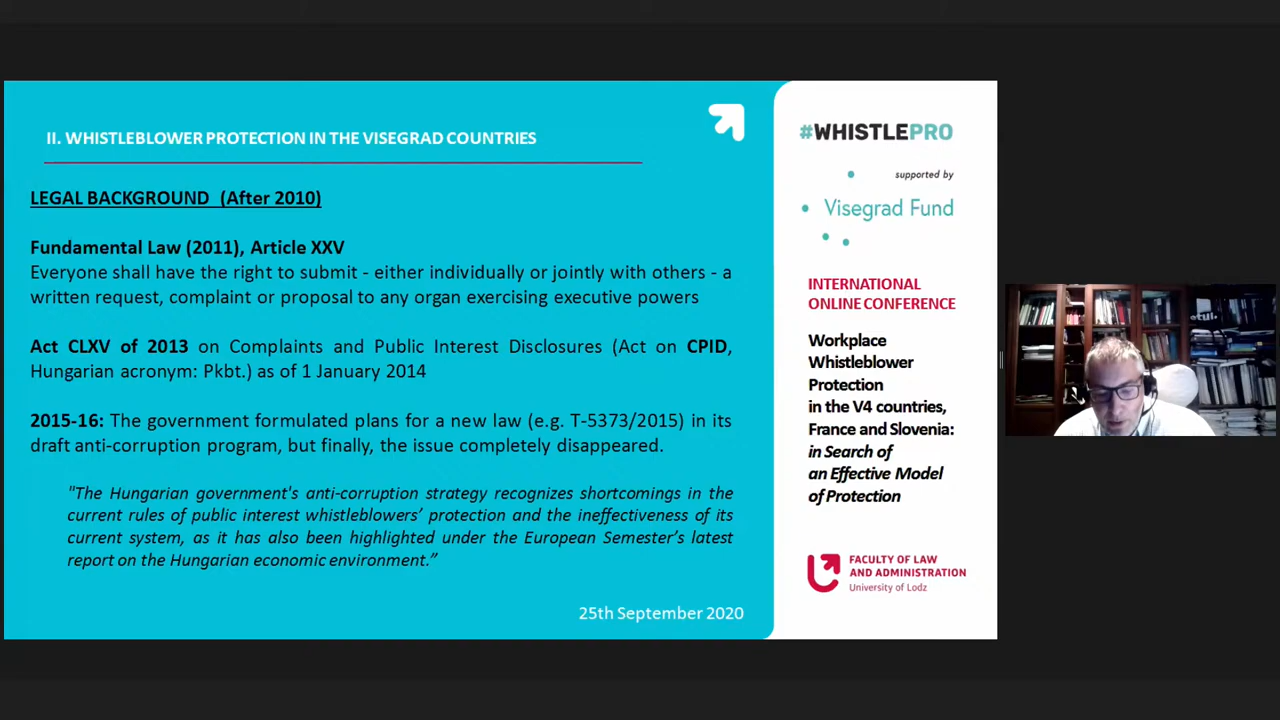 II. WHISTLEBLOWER PROTECTION IN THE VISEGRAD COUNTRIES
LEGAL BACKGROUND (After 2010)
Fundamental Law (2011), Article XXV
Everyone shall have the right to submit - either individually or jointly with others - a
written request, complaint or proposal to any organ exercising executive powers
Act CLXV of 2013 on Complaints and Public Interest Disclosures (Act on CPID,
Hungarian acronym: Pkbt.) as of 1 January 2014
2015-16: The government formulated plans for a new law (e.g. T-5373/2015) in its
draft anti-corruption program, but finally, the issue completely disappeared.
"The Hungarian government's anti-corruption strategy recognizes shortcomings in the
current rules of public interest whistleblowers’ protection and the ineffectiveness of its
current system, as it has also been highlighted under the European Semester’s latest
report on the Hungarian economic environment.”
25th September 2020
#WHISTLEPRO
supported by
Visegrad Fund
INTERNATIONAL
ONLINE CONFERENCE
Workplace
Whistleblower
Protection
in the V4 countries,
France and Slovenia:
in Search of
an Effective Model
of Protection
FACULTY OF LAW
AND ADMINISTRATION
University of Lodz